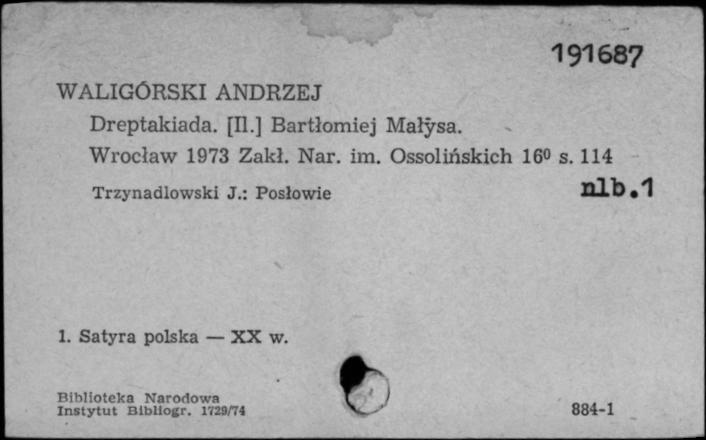 191687
WALIGÓRSKI ANDRZEJ
Dreptakiada. [Il.] Bartłomiej Małysa.
Wrocław 1973 Zakł. Nar. im. Ossolińskich 16⁰ s. 114
Trzynadlowski J.: Posłowie nlb.1
1. Satyra polska — XX w.
Biblioteka Narodowa
Instytut Bibliogr. 1729/74 884-1